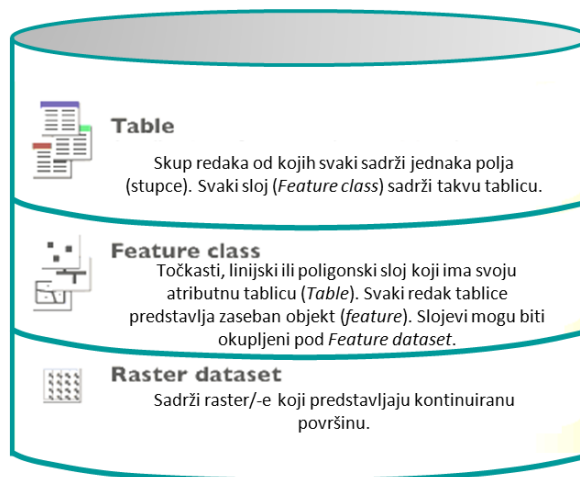 Table
Skup redaka od kojih svaki sadrži jednaka polja
(stupce). Svaki sloj (Feature class) sadrži takvu tablicu.
Feature class
Točkasti, linijski ili poligonski sloj koji ima svoju
atributnu tablicu (Table). Svaki redak tablice
predstavlja zaseban objekt (feature). Slojevi mogu biti
okupljeni pod Feature dataset.
Raster dataset
Sadrži raster/-e koji predstavljaju kontinuiranu
površinu.